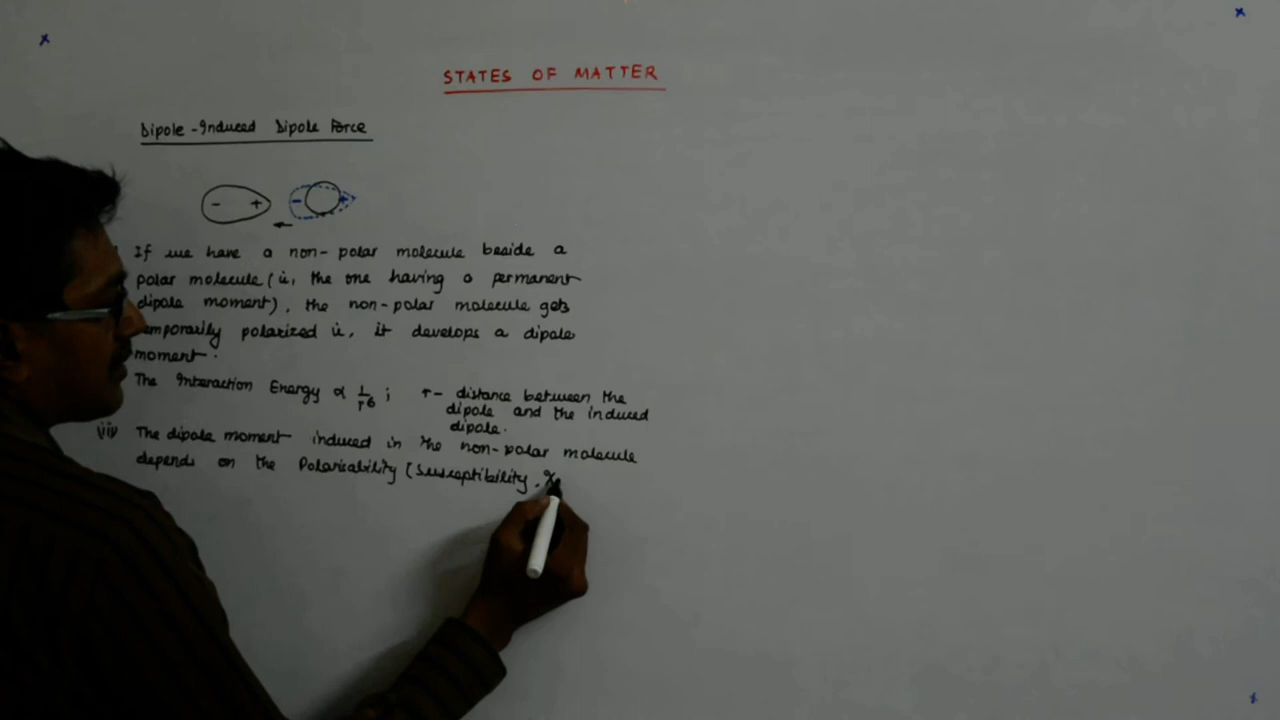 STATES OF MATTER
Dipole-Induced Dipole Force
- + - +
If we have a non-polar molecule beside a
polar molecule (ie, the one having a permanent
dipole moment), the non-polar molecule gets
temporarily polarized ie, it develops a dipole
moment.
The Interaction Energy ∝ 1/r6 ; r- distance between the
dipole and the induced
dipole.
iii) The dipole moment induced in the non-polar molecule
depends on the Polarizability (Susceptibility,